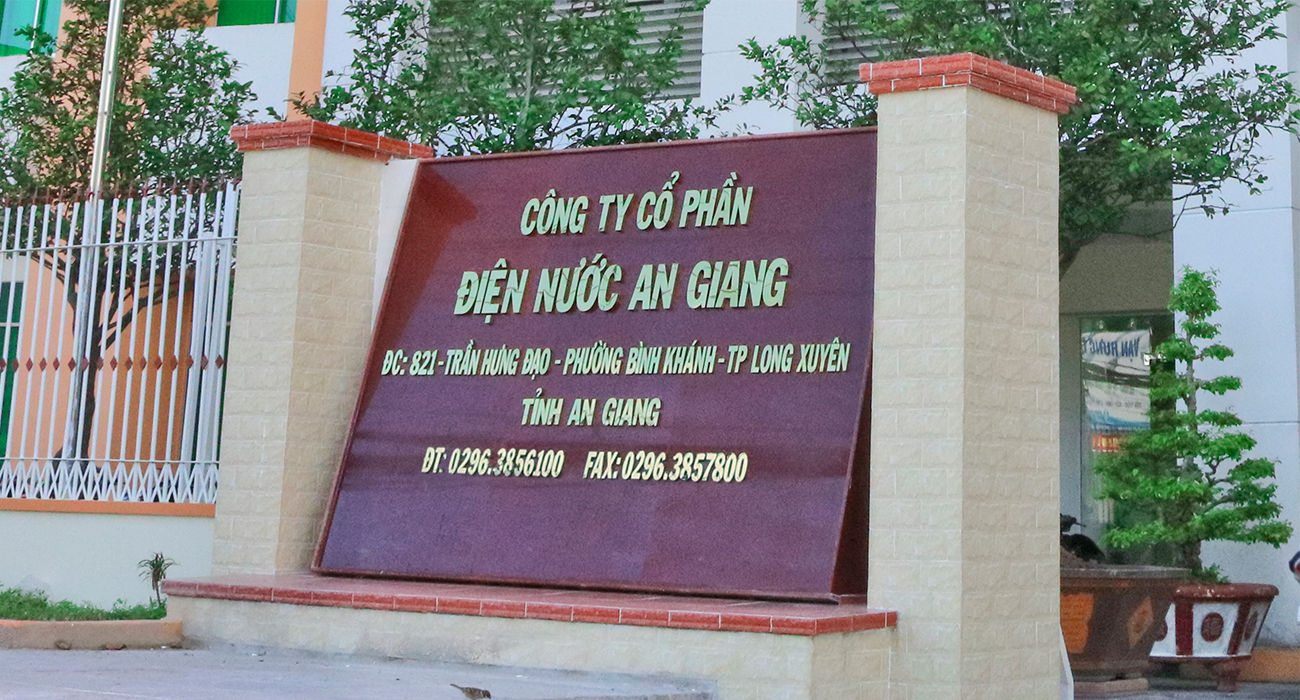 CÔNG TY CỔ PHẦN
ĐIỆN NƯỚC AN GIANG
ĐC: 821 - TRẦN HƯNG ĐẠO - PHƯỜNG BÌNH KHÁNH - TP LONG XUYÊN
TỈNH AN GIANG
ĐT: 0296.3856100 FAX: 0296.3857800